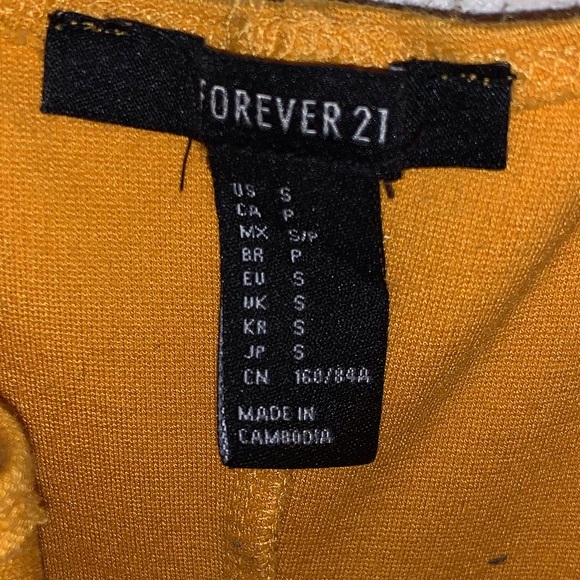 FOREVER 21
US S
CA P
MX S/P
BR P
EU S
UK S
KR S
JP S
CN 160/84A
MADE IN
CAMBODIA